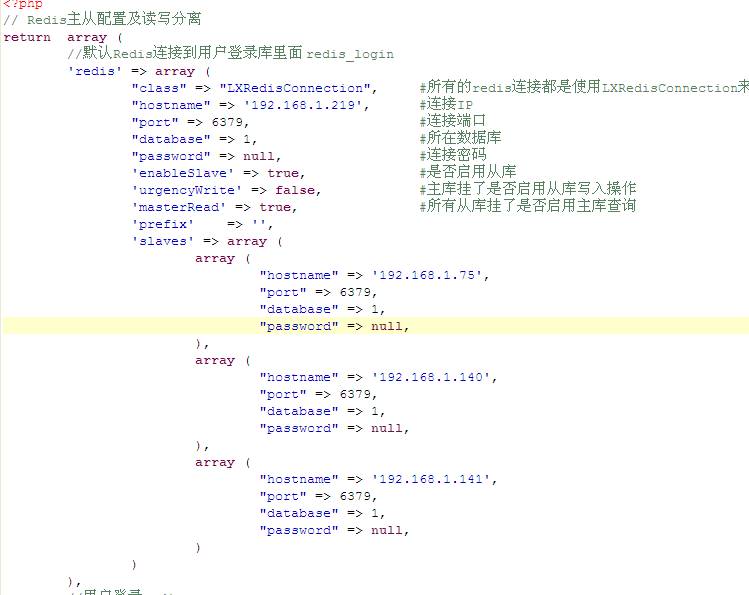 <?php
// Redis主从配置及读写分离
return  array (
        //默认Redis连接到用户登录库里面 redis_login
        'redis' => array (
                "class" => "LXRedisConnection",     #所有的redis连接都是使用LXRedisConnection来
                "hostname" => '192.168.1.219',      #连接IP
                "port" => 6379,                     #连接端口
                "database" => 1,                    #所在数据库
                "password" => null,                 #连接密码
                'enableSlave' => true,              #是否启用从库
                'urgencyWrite' => false,            #主库挂了是否启用从库写入操作
                'masterRead' => true,               #所有从库挂了是否启用主库查询
                'prefix'    => '',
                'slaves' => array (
                        array (
                                "hostname" => '192.168.1.75',
                                "port" => 6379,
                                "database" => 1,
                                "password" => null,
                        ),
                        array (
                                "hostname" => '192.168.1.140',
                                "port" => 6379,
                                "database" => 1,
                                "password" => null,
                        ),
                        array (
                                "hostname" => '192.168.1.141',
                                "port" => 6379,
                                "database" => 1,
                                "password" => null,
                        )
                )
        ),
        //用户登录